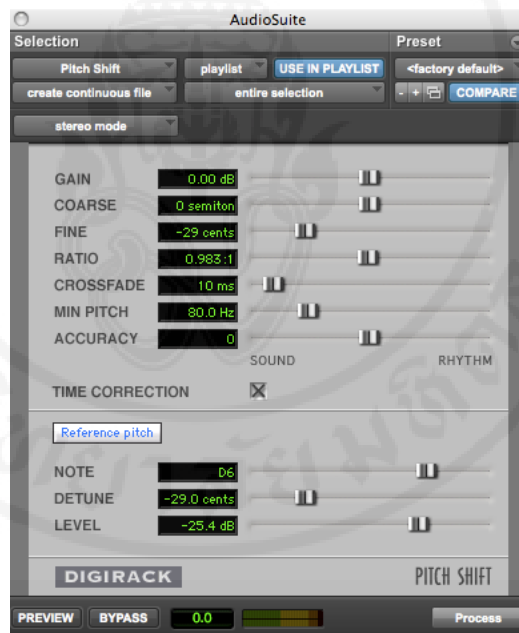 AudioSuite
Selection
Preset
Pitch Shift
playlist
USE IN PLAYLIST
<factory default>
create continuous file
entire selection
- +
COMPARE
stereo mode
GAIN 0.00 dB
COARSE 0 semiton
FINE -29 cents
RATIO 0.983:1
CROSSFADE 10 ms
MIN PITCH 80.0 Hz
ACCURACY 0
SOUND RHYTHM
TIME CORRECTION
Reference pitch
NOTE D6
DETUNE -29.0 cents
LEVEL -25.4 dB
DIGIRACK
PITCH SHIFT
PREVIEW
BYPASS
0.0
Process